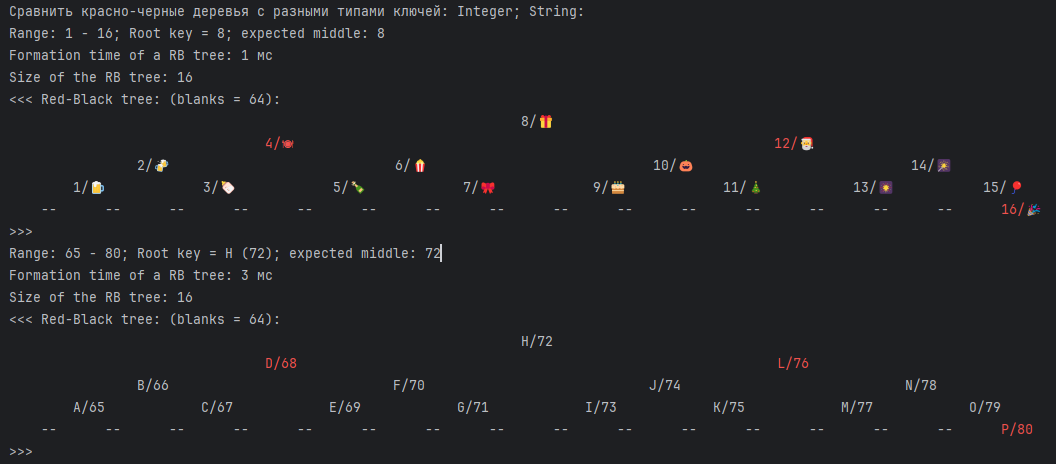 Сравнить красно-черные деревья с разными типами ключей: Integer; String:
Range: 1 - 16; Root key = 8; expected middle: 8
Formation time of a RB tree: 1 мс
Size of the RB tree: 16
<<< Red-Black tree: (blanks = 64):
8/🎁
4/🍽 12/🎅
2/🍻 6/🍿 10/🎃 14/🎆
1/🍺 3/🏷 5/🍾 7/🎀 9/🎂 11/🎄 13/🎇 15/🎈
-- -- -- -- -- -- -- -- -- -- -- -- -- -- -- 16/🎉
>>>
Range: 65 - 80; Root key = H (72); expected middle: 72
Formation time of a RB tree: 3 мс
Size of the RB tree: 16
<<< Red-Black tree: (blanks = 64):
H/72
D/68 L/76
B/66 F/70 J/74 N/78
A/65 C/67 E/69 G/71 I/73 K/75 M/77 O/79
-- -- -- -- -- -- -- -- -- -- -- -- -- -- -- P/80
>>>